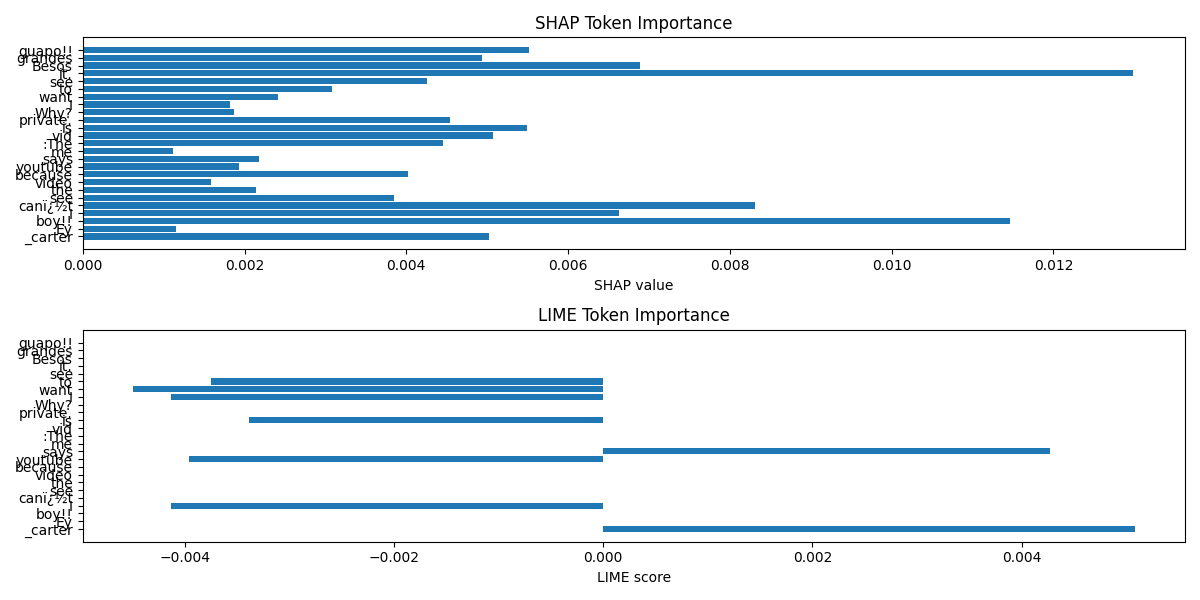 SHAP Token Importance
guapo!!
grandes
Besos
it.
see
to
want
I
Why?
private.
is
vid
:The
me
says
youtube
because
video
the
see
canï¿½t
I
boy!!
Ey
_carter
0.000 0.002 0.004 0.006 0.008 0.010 0.012
SHAP value
LIME Token Importance
guapo!!
grandes
Besos
it.
see
to
want
I
Why?
private.
is
vid
:The
me
says
youtube
because
video
the
see
canï¿½t
I
boy!!
Ey
_carter
−0.004 −0.002 0.000 0.002 0.004
LIME score